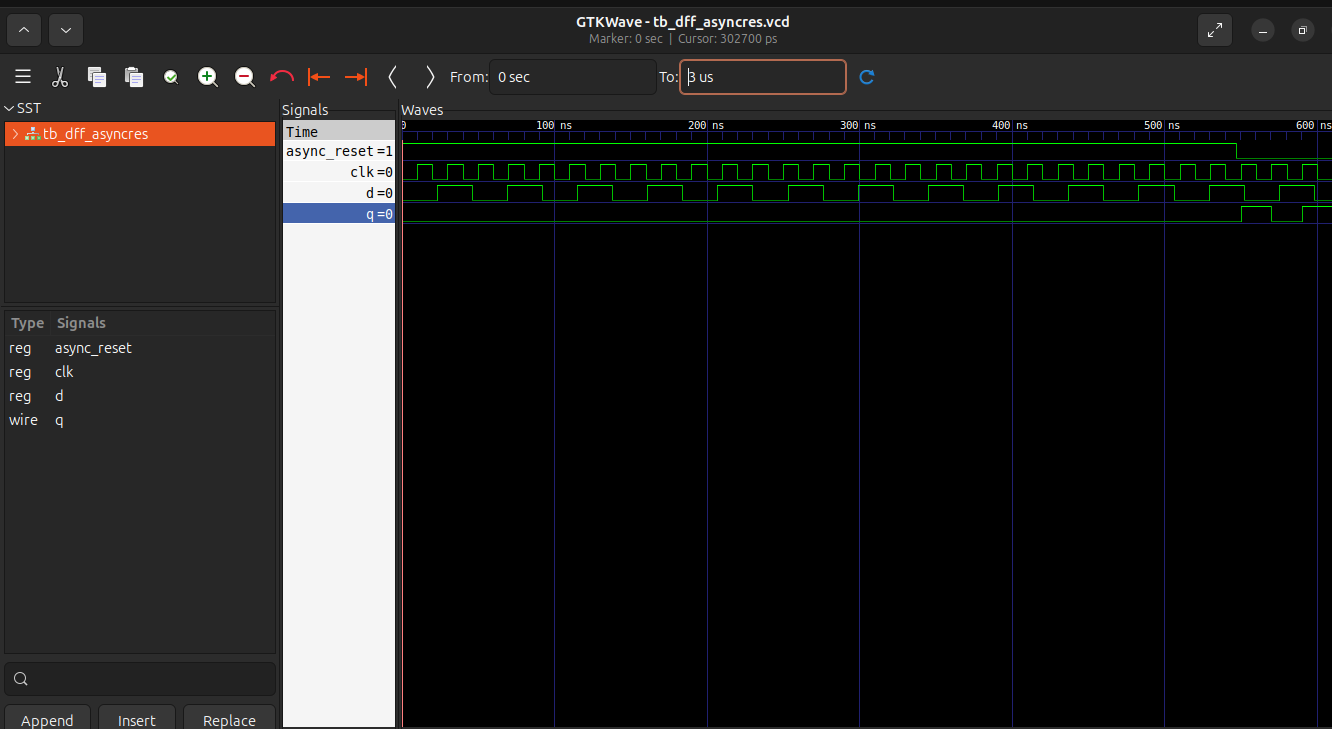 GTKWave - tb_dff_asyncres.vcd
Marker: 0 sec | Cursor: 302700 ps
From: 0 sec To: 3 us
SST
tb_dff_asyncres
Type Signals
reg async_reset
reg clk
reg d
wire q
Append Insert Replace
Signals
Time
async_reset=1
clk=0
d=0
q=0
Waves
0 100 ns 200 ns 300 ns 400 ns 500 ns 600 ns